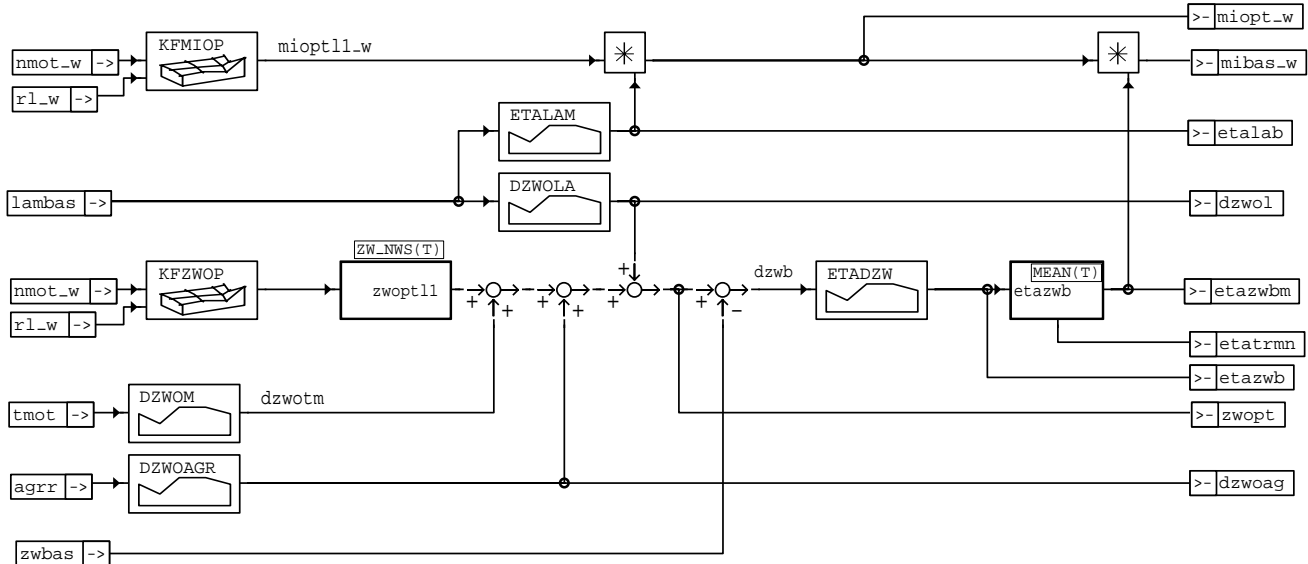 >- miopt_w
KFMIOP
mioptl1_w
nmot_w ->
>- mibas_w
rl_w ->
ETALAM
>- etalab
DZWOLA
lambas ->
>- dzwol
ZW_NWS(T)
KFZWOP
dzwb
ETADZW
MEAN(T)
nmot_w ->
zwoptl1
etazwb
>- etazwbm
rl_w ->
>- etatrmn
>- etazwb
DZWOM
dzwotm
tmot ->
>- zwopt
DZWOAGR
agrr ->
>- dzwoag
zwbas ->